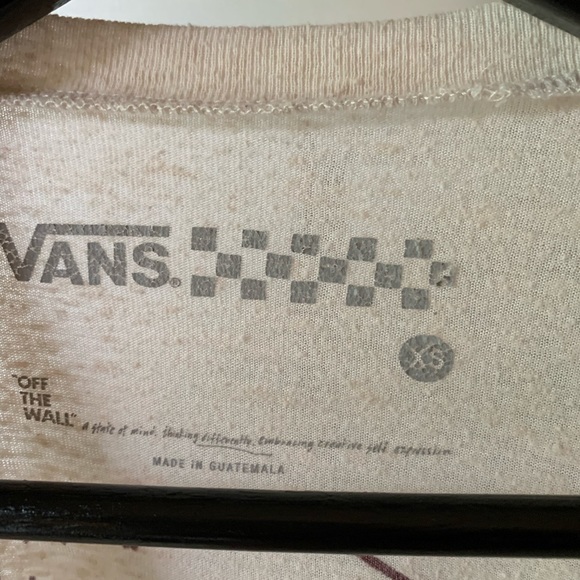 VANS®
XS
"OFF
THE
WALL"
A state of mind, thinking differently, embracing creative self expression
MADE IN GUATEMALA